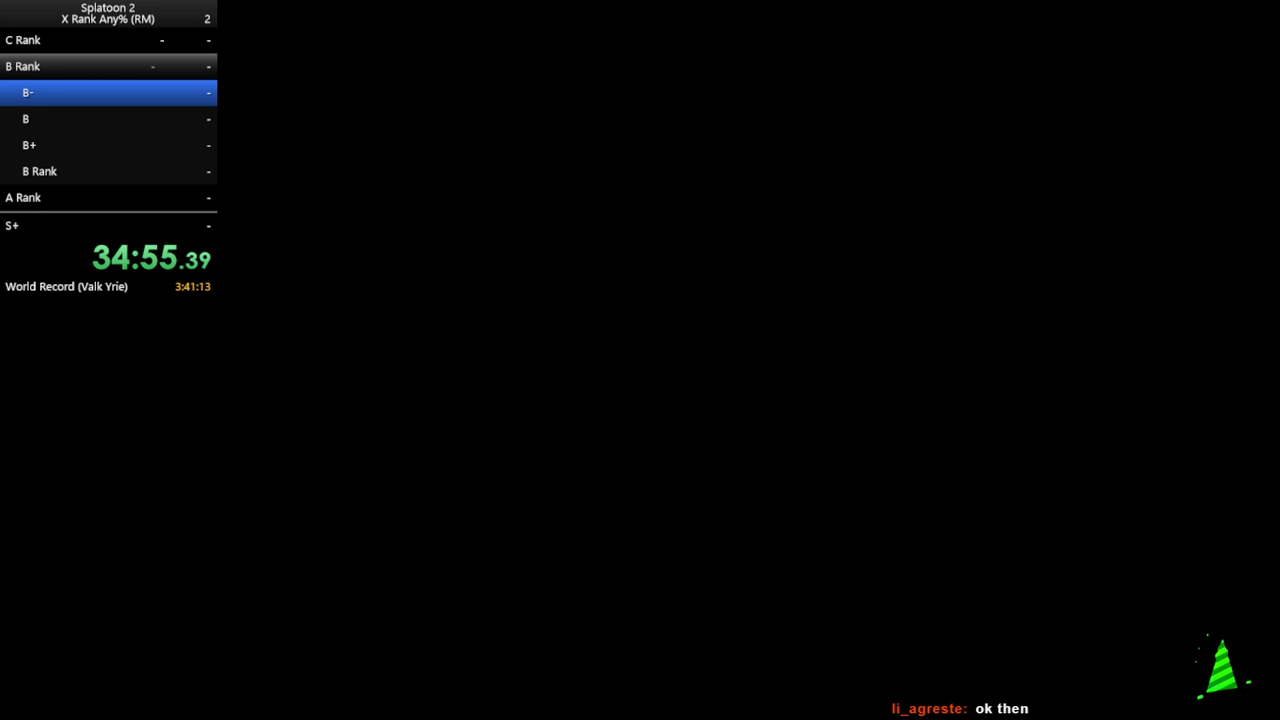 Splatoon 2
X Rank Any% (RM) 2
C Rank - -
B Rank - -
B- -
B -
B+ -
B Rank -
A Rank -
S+ -
34:55.39
World Record (Valk Yrie) 3:41:13
li_agreste: ok then